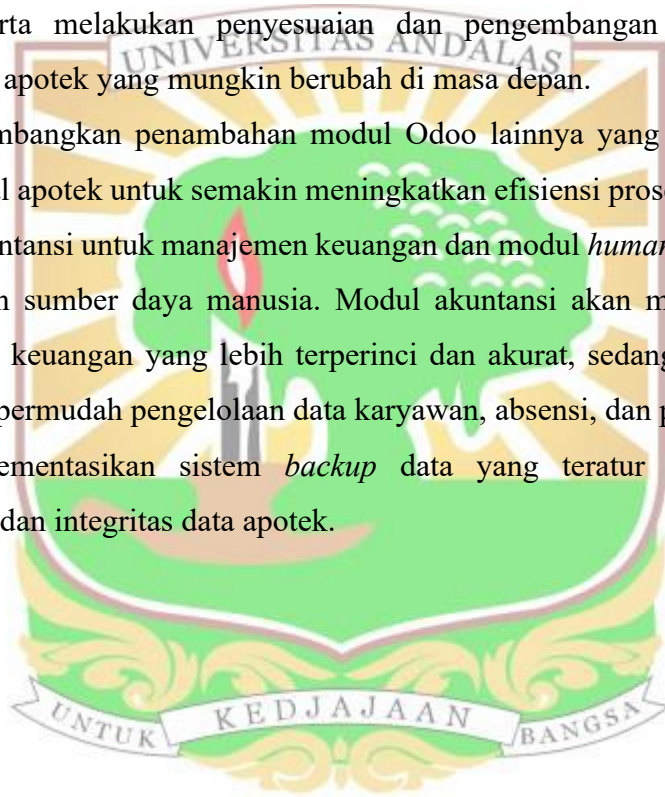 rta melakukan penyesuaian dan pengembangan
UNIVERSITAS ANDALAS
apotek yang mungkin berubah di masa depan.
mbangkan penambahan modul Odoo lainnya yang
l apotek untuk semakin meningkatkan efisiensi prose
ntansi untuk manajemen keuangan dan modul human
n sumber daya manusia. Modul akuntansi akan m
keuangan yang lebih terperinci dan akurat, sedang
permudah pengelolaan data karyawan, absensi, dan p
ementasikan sistem backup data yang teratur
dan integritas data apotek.
UNTUK KEDJAJAAN BANGSA